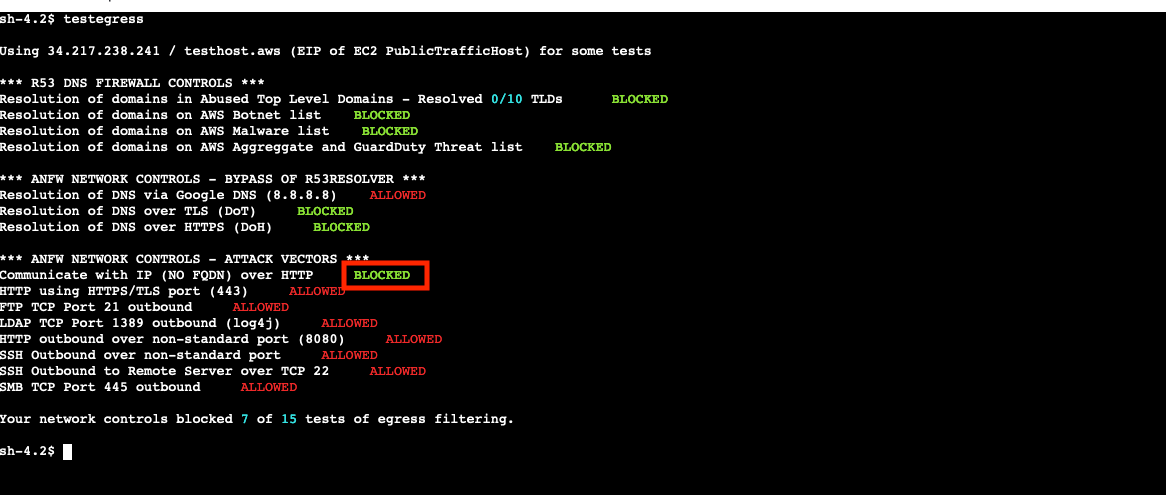 sh-4.2$ testegress
Using 34.217.238.241 / testhost.aws (EIP of EC2 PublicTrafficHost) for some tests
*** R53 DNS FIREWALL CONTROLS ***
Resolution of domains in Abused Top Level Domains - Resolved 0/10 TLDs BLOCKED
Resolution of domains on AWS Botnet list BLOCKED
Resolution of domains on AWS Malware list BLOCKED
Resolution of domains on AWS Aggreggate and GuardDuty Threat list BLOCKED
*** ANFW NETWORK CONTROLS - BYPASS OF R53RESOLVER ***
Resolution of DNS via Google DNS (8.8.8.8) ALLOWED
Resolution of DNS over TLS (DoT) BLOCKED
Resolution of DNS over HTTPS (DoH) BLOCKED
*** ANFW NETWORK CONTROLS - ATTACK VECTORS ***
Communicate with IP (NO FQDN) over HTTP BLOCKED
HTTP using HTTPS/TLS port (443) ALLOWED
FTP TCP Port 21 outbound ALLOWED
LDAP TCP Port 1389 outbound (log4j) ALLOWED
HTTP outbound over non-standard port (8080) ALLOWED
SSH Outbound over non-standard port ALLOWED
SSH Outbound to Remote Server over TCP 22 ALLOWED
SMB TCP Port 445 outbound ALLOWED
Your network controls blocked 7 of 15 tests of egress filtering.
sh-4.2$